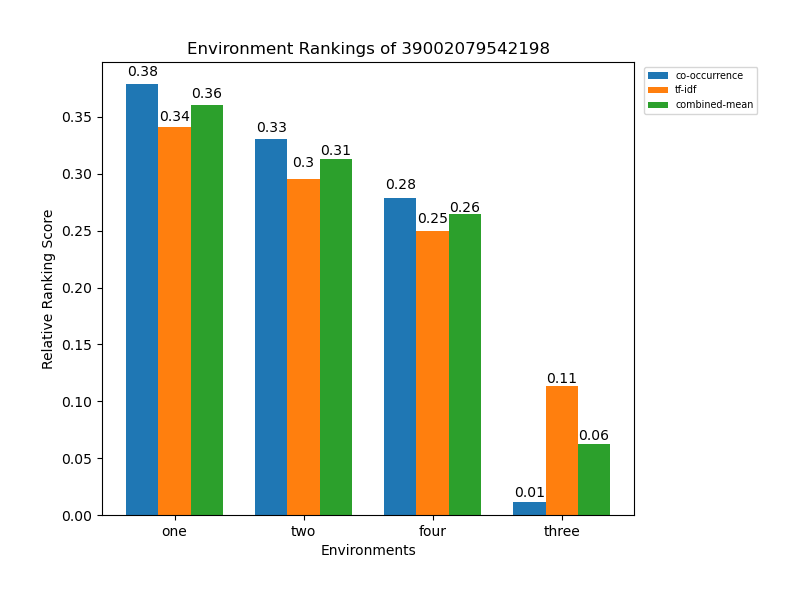 Environment Rankings of 39002079542198
co-occurrence
tf-idf
combined-mean
Relative Ranking Score
0.35
0.30
0.25
0.20
0.15
0.10
0.05
0.00
0.38
0.34
0.36
0.33
0.3
0.31
0.28
0.25
0.26
0.01
0.11
0.06
one two four three
Environments